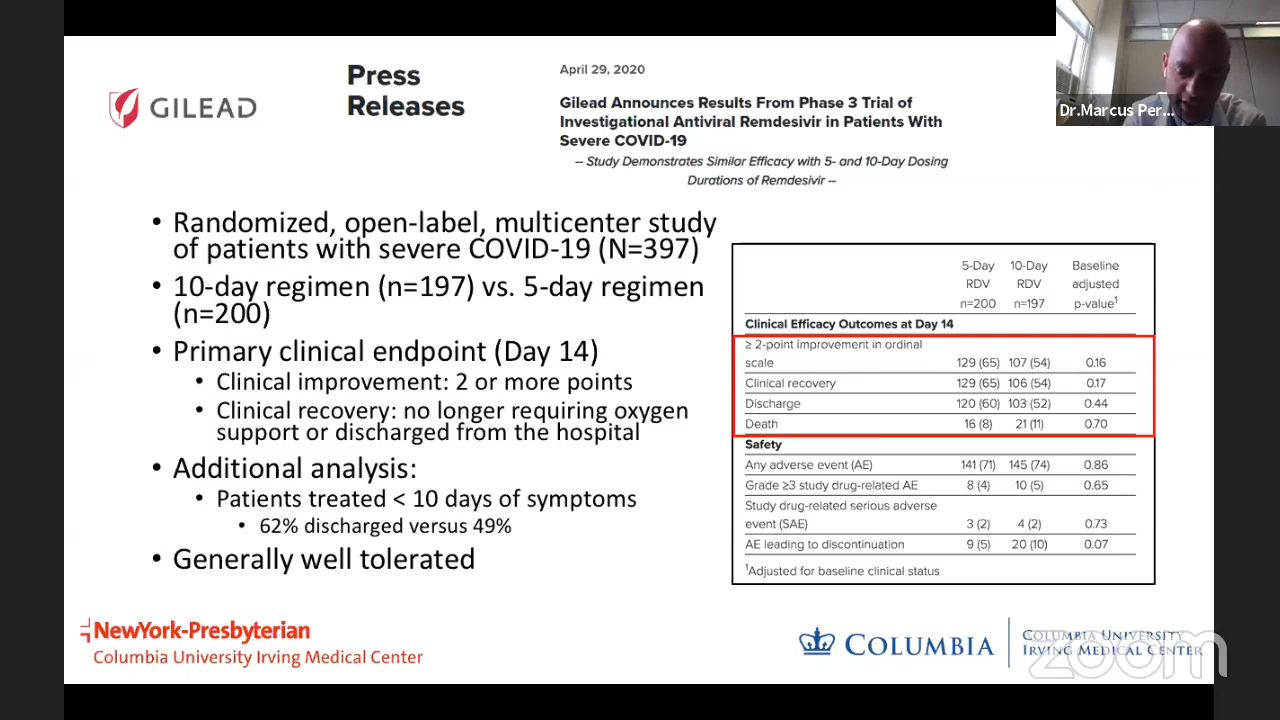 GILEAD
Press
Releases
April 29, 2020
Gilead Announces Results From Phase 3 Trial of
Investigational Antiviral Remdesivir in Patients With
Severe COVID-19
-- Study Demonstrates Similar Efficacy with 5- and 10-Day Dosing
Durations of Remdesivir --
Dr.Marcus Per...
• Randomized, open-label, multicenter study
of patients with severe COVID-19 (N=397)
• 10-day regimen (n=197) vs. 5-day regimen
(n=200)
• Primary clinical endpoint (Day 14)
• Clinical improvement: 2 or more points
• Clinical recovery: no longer requiring oxygen
support or discharged from the hospital
• Additional analysis:
• Patients treated < 10 days of symptoms
• 62% discharged versus 49%
• Generally well tolerated
5-Day 10-Day Baseline
RDV RDV adjusted
n=200 n=197 p-value¹
Clinical Efficacy Outcomes at Day 14
≥ 2-point improvement in ordinal
scale 129 (65) 107 (54) 0.16
Clinical recovery 129 (65) 106 (54) 0.17
Discharge 120 (60) 103 (52) 0.44
Death 16 (8) 21 (11) 0.70
Safety
Any adverse event (AE) 141 (71) 145 (74) 0.86
Grade ≥3 study drug-related AE 8 (4) 10 (5) 0.65
Study drug-related serious adverse
event (SAE) 3 (2) 4 (2) 0.73
AE leading to discontinuation 9 (5) 20 (10) 0.07
¹Adjusted for baseline clinical status
NewYork-Presbyterian
Columbia University Irving Medical Center
COLUMBIA
COLUMBIA UNIVERSITY
IRVING MEDICAL CENTER
zoom